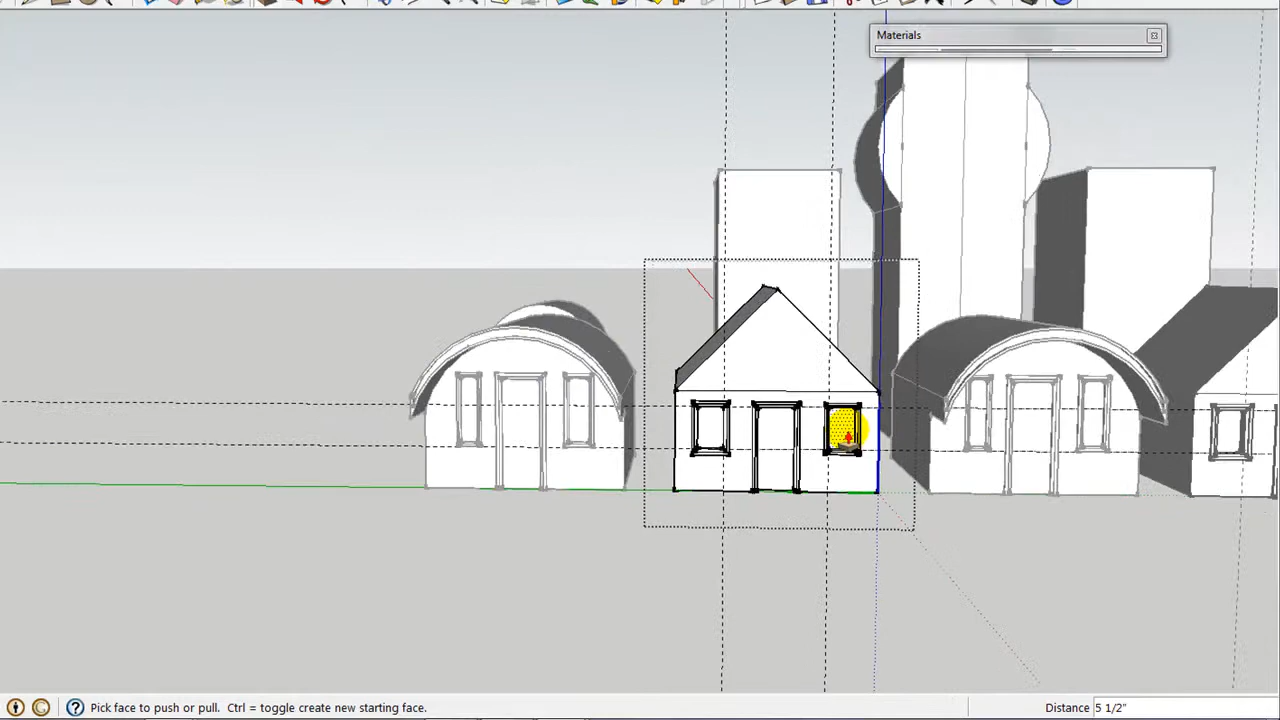 Materials
Pick face to push or pull.  Ctrl = toggle create new starting face.
Distance 5 1/2"